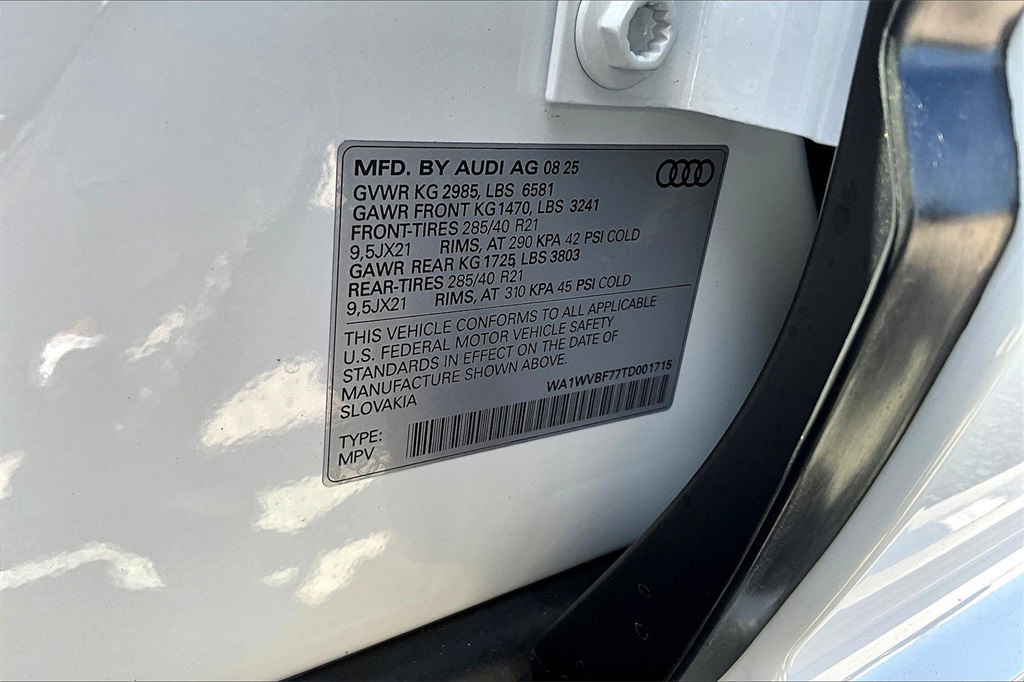 MFD. BY AUDI AG 08 25
GVWR KG 2985, LBS 6581
GAWR FRONT KG1470, LBS 3241
FRONT-TIRES 285/40 R21
9,5JX21 RIMS, AT 290 KPA 42 PSI COLD
GAWR REAR KG 1725, LBS 3803
REAR-TIRES 285/40 R21
9,5JX21 RIMS, AT 310 KPA 45 PSI COLD
THIS VEHICLE CONFORMS TO ALL APPLICABLE
U.S. FEDERAL MOTOR VEHICLE SAFETY
STANDARDS IN EFFECT ON THE DATE OF
MANUFACTURE SHOWN ABOVE.
SLOVAKIA
WA1WVBF77TD001715
TYPE:
MPV